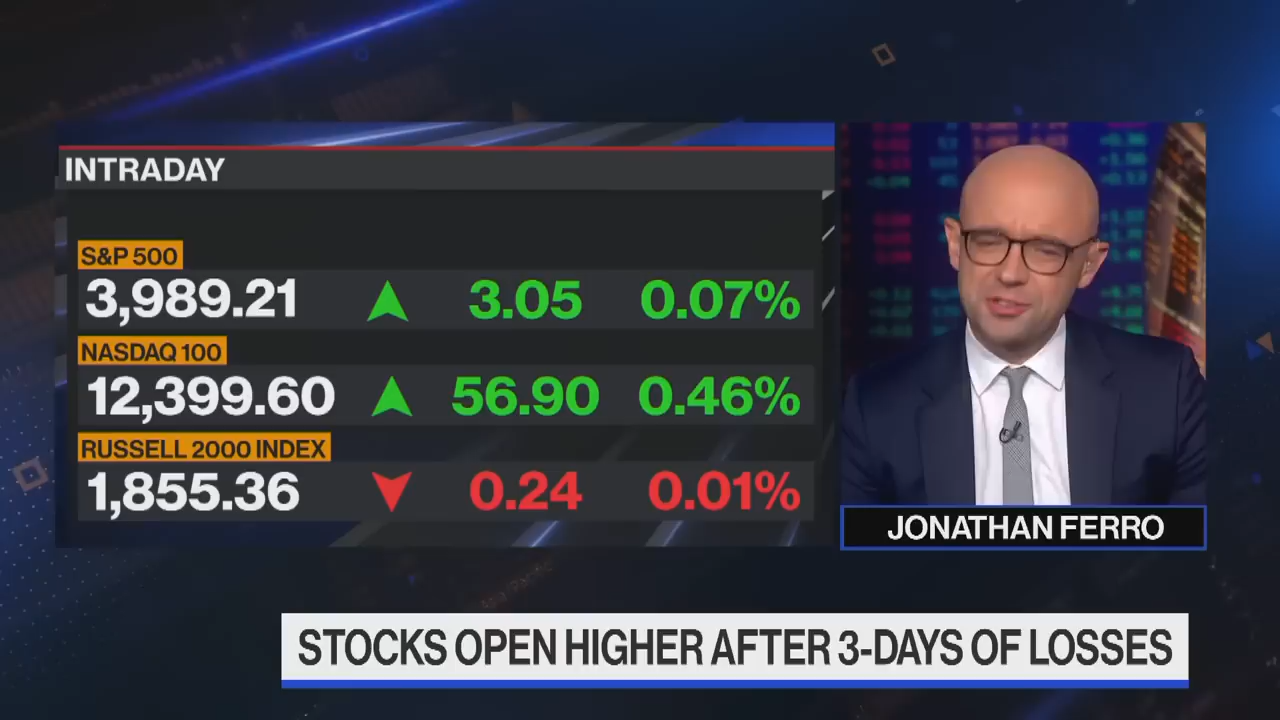 INTRADAY
S&P 500
3,989.21 3.05 0.07%
NASDAQ 100
12,399.60 56.90 0.46%
RUSSELL 2000 INDEX
1,855.36 0.24 0.01%
JONATHAN FERRO
STOCKS OPEN HIGHER AFTER 3-DAYS OF LOSSES